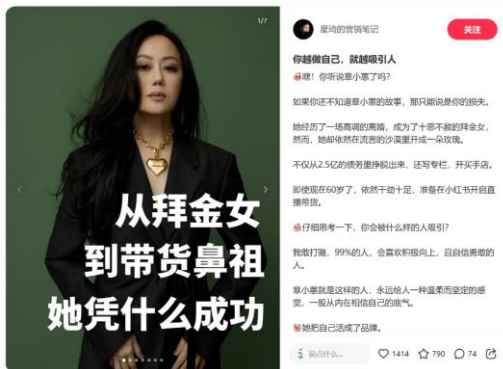 1/7
从拜金女
到带货鼻祖
她凭什么成功
星琦的营销笔记
关注
你越做自己，就越吸引人
嘿！你听说章小蕙了吗？
如果你还不知道章小蕙的故事，那只能说是你的损失。
她经历了一场高调的离婚，成为了十恶不赦的拜金女，
然而，她却依然在流言的沙漠里开成一朵玫瑰。
不仅从2.5亿的债务里挣脱出来，还写专栏，开买手店。
即使现在60岁了，依然干劲十足，准备在小红书开启直
播带货。
仔细思考一下，你会被什么样的人吸引？
我敢打赌，99%的人，会喜欢积极向上，且自信勇敢的
人。
章小蕙就是这样的人，永远给人一种温柔而坚定的感
觉，一股从内在相信自己的底气。
她把自己活成了品牌。
说点什么...
1414
790
74